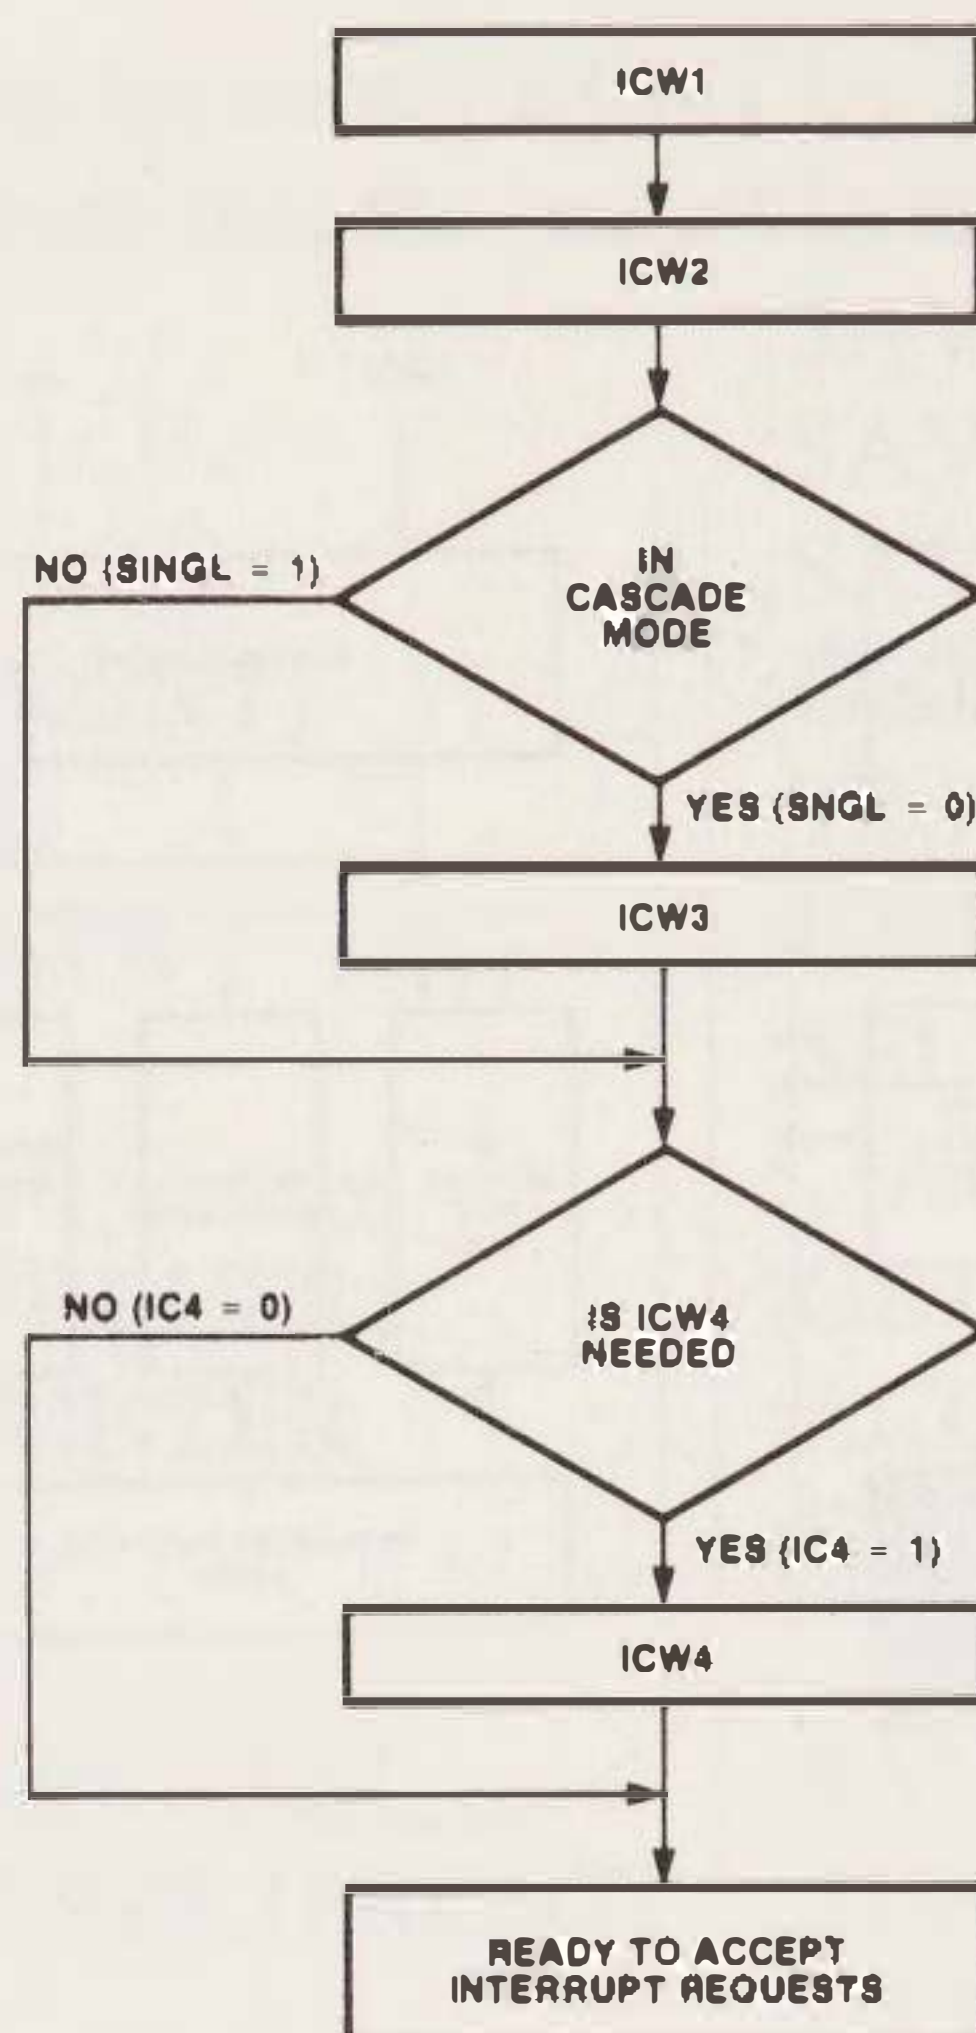 ICW1
ICW2
IN
CASCADE
MODE
NO (SINGL = 1)
YES (SNGL = 0)
ICW3
IS ICW4
NEEDED
NO (IC4 = 0)
YES (IC4 = 1)
ICW4
READY TO ACCEPT
INTERRUPT REQUESTS